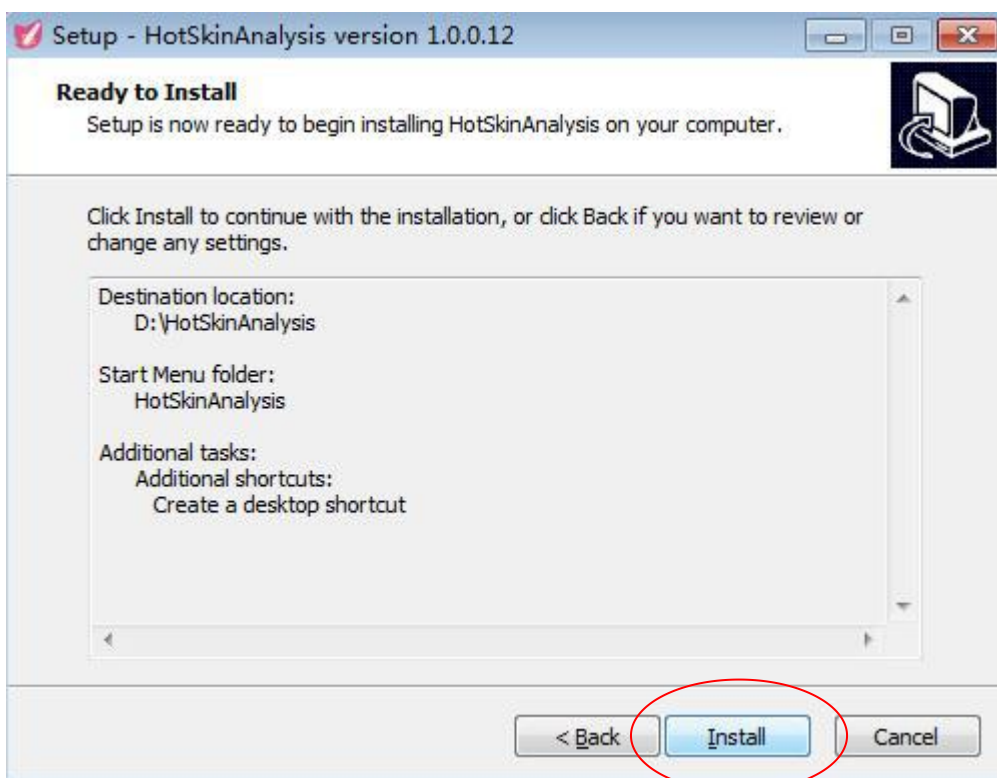 Setup - HotSkinAnalysis version 1.0.0.12
Ready to Install
Setup is now ready to begin installing HotSkinAnalysis on your computer.
Click Install to continue with the installation, or click Back if you want to review or
change any settings.
Destination location:
D:\HotSkinAnalysis
Start Menu folder:
HotSkinAnalysis
Additional tasks:
Additional shortcuts:
Create a desktop shortcut
< Back Install Cancel